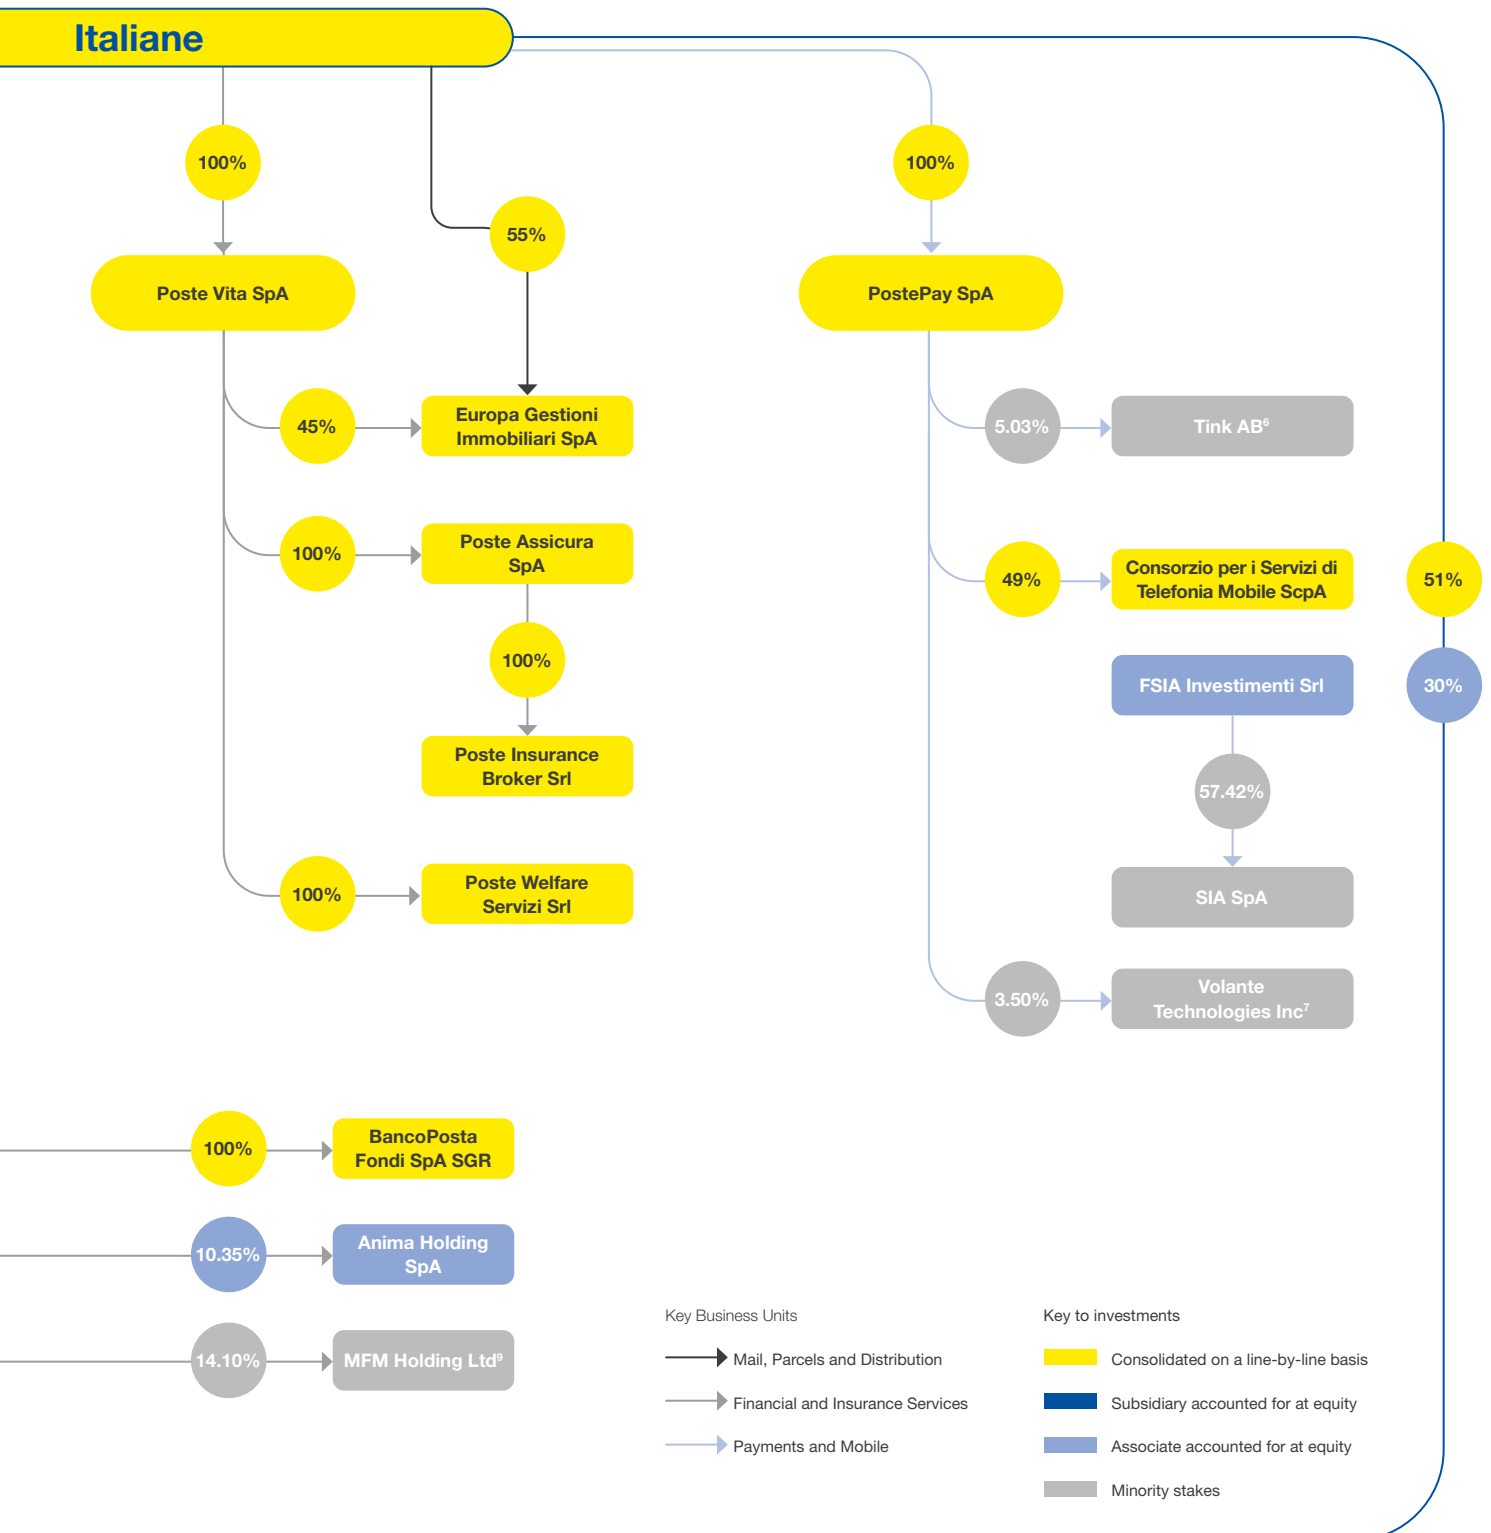 Italiane
100%
100%
55%
Poste Vita SpA
PostePay SpA
45%
Europa Gestioni
Immobiliari SpA
5.03%
Tink AB⁶
100%
Poste Assicura
SpA
49%
Consorzio per i Servizi di
Telefonia Mobile ScpA
51%
100%
FSIA Investimenti Srl
30%
Poste Insurance
Broker Srl
57.42%
100%
Poste Welfare
Servizi Srl
SIA SpA
3.50%
Volante
Technologies Inc⁷
100%
BancoPosta
Fondi SpA SGR
10.35%
Anima Holding
SpA
14.10%
MFM Holding Ltd⁹
Key Business Units
Mail, Parcels and Distribution
Financial and Insurance Services
Payments and Mobile
Key to investments
Consolidated on a line-by-line basis
Subsidiary accounted for at equity
Associate accounted for at equity
Minority stakes